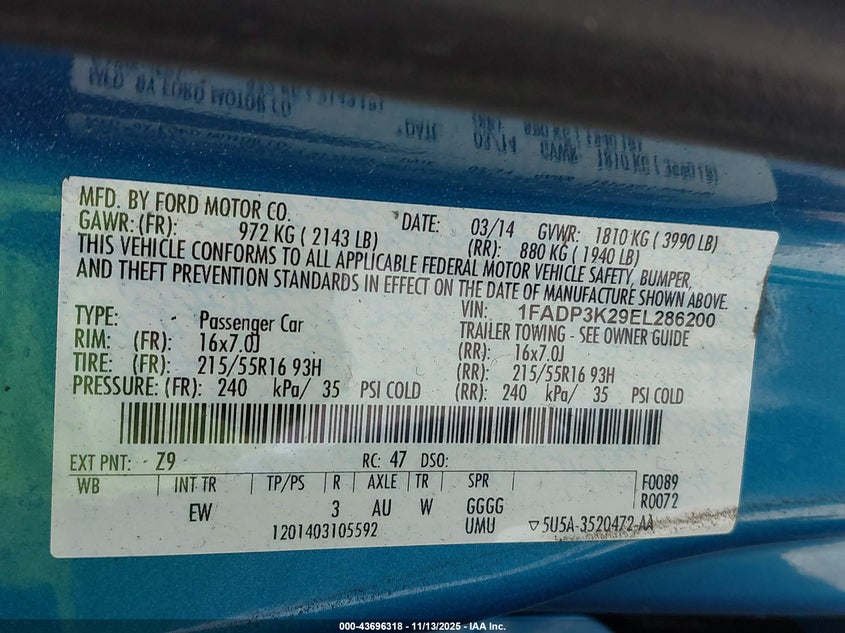 MFD. BY FORD MOTOR CO.
DATE: 03/14 GVWR: 1810 KG ( 3990 LB)
GAWR: (FR): 972 KG ( 2143 LB) (RR): 880 KG ( 1940 LB)
THIS VEHICLE CONFORMS TO ALL APPLICABLE FEDERAL MOTOR VEHICLE SAFETY, BUMPER,
AND THEFT PREVENTION STANDARDS IN EFFECT ON THE DATE OF MANUFACTURE SHOWN ABOVE.
VIN: 1FADP3K29EL286200
TYPE: Passenger Car TRAILER TOWING - SEE OWNER GUIDE
RIM: (FR): 16x7.0J (RR): 16x7.0J
TIRE: (FR): 215/55R16 93H (RR): 215/55R16 93H
PRESSURE: (FR): 240 kPa/ 35 PSI COLD (RR): 240 kPa/ 35 PSI COLD
EXT PNT: Z9 RC: 47 DSO:
WB INT TR TP/PS R AXLE TR SPR F0089
R0072
EW 3 AU W GGGG
1201403105592 UMU ▽5U5A-3520472-AA
000-43696318 - 11/13/2025 - IAA Inc.